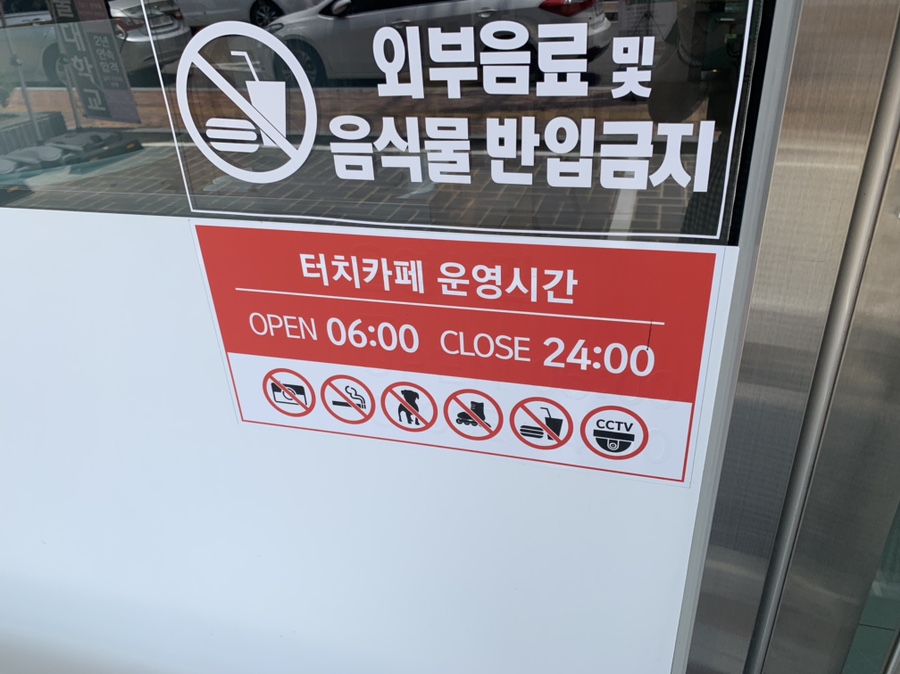 외부음료 및
음식물 반입금지
터치카페 운영시간
OPEN 06:00 CLOSE 24:00
CCTV